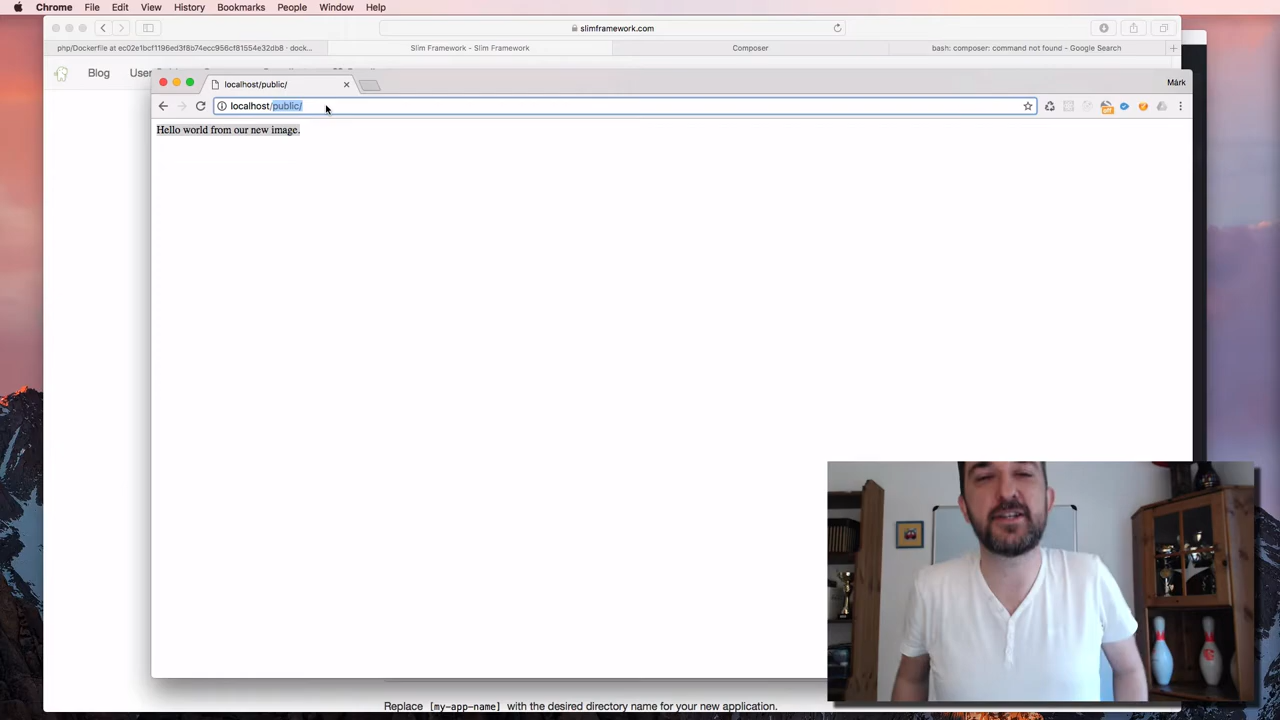 Chrome File Edit View History Bookmarks People Window Help
slimframework.com
php/Dockerfile at ec02e1bcf1196ed3f8b74ecc956cf81554e32db8 · dock... Slim Framework - Slim Framework Composer bash: composer: command not found - Google Search
Blog User
localhost/public/ Márk
localhost/public/
off
Hello world from our new image.
Replace [my-app-name] with the desired directory name for your new application.